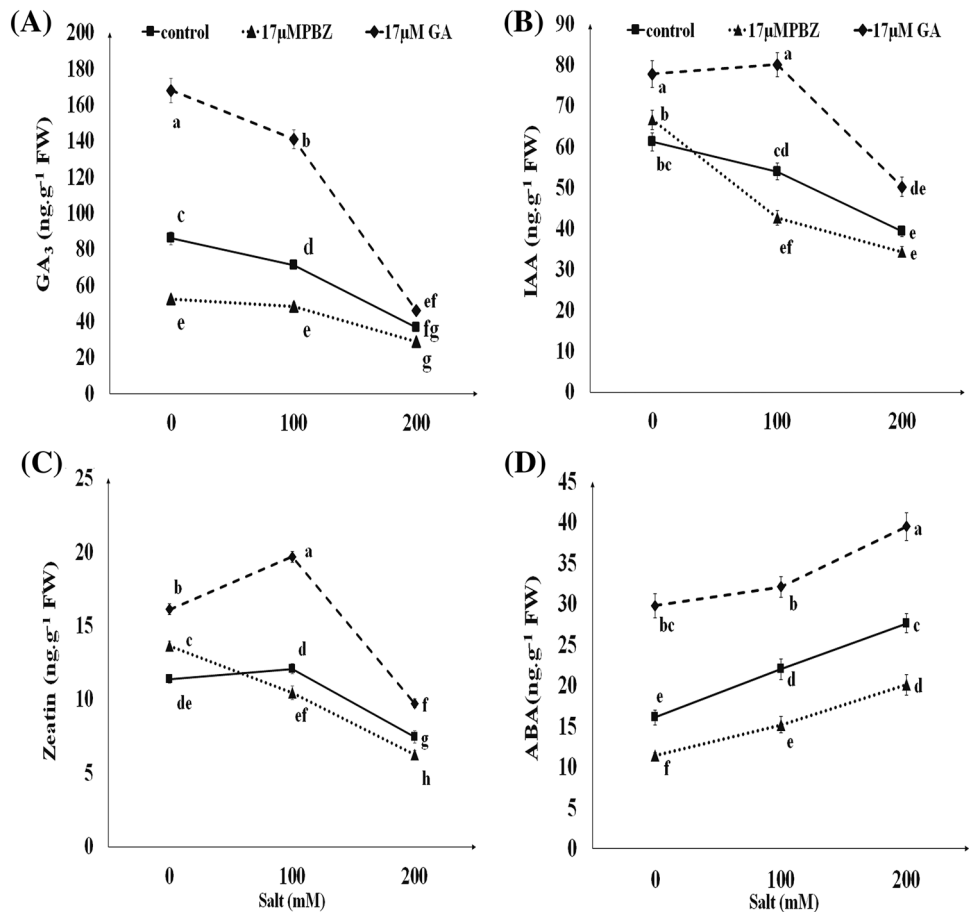 (A)
control 17μMPBZ 17μM GA
GA₃ (ng.g⁻¹ FW)
200
180
160
140
120
100
80
60
40
20
0
a
b
c
d
e
e
ef
fg
g
0 100 200
(B)
control 17μMPBZ 17μM GA
IAA (ng.g⁻¹ FW)
90
80
70
60
50
40
30
20
10
0
a
a
b
bc
cd
ef
de
e
e
0 100 200
(C)
Zeatin (ng.g⁻¹ FW)
25
20
15
10
5
0
b
a
c
d
de
ef
f
g
h
0 100 200
Salt (mM)
(D)
ABA(ng.g⁻¹ FW)
45
40
35
30
25
20
15
10
5
0
a
bc
b
c
e
d
d
f
e
0 100 200
Salt (mM)